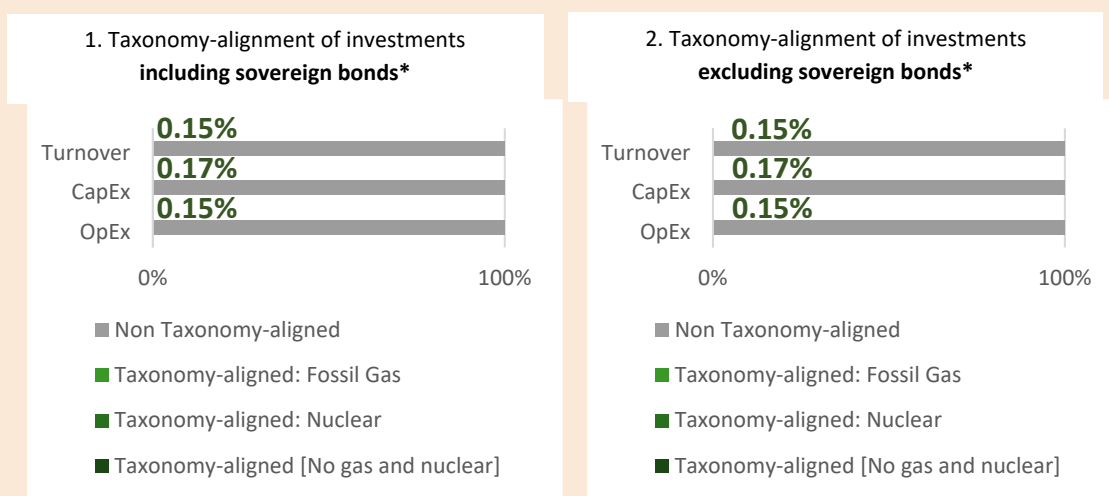 1. Taxonomy-alignment of investments
including sovereign bonds*
0.15%
Turnover
0.17%
CapEx
0.15%
OpEx
0%
100%
Non Taxonomy-aligned
Taxonomy-aligned: Fossil Gas
Taxonomy-aligned: Nuclear
Taxonomy-aligned [No gas and nuclear]
2. Taxonomy-alignment of investments
excluding sovereign bonds*
0.15%
Turnover
0.17%
CapEx
0.15%
OpEx
0%
100%
Non Taxonomy-aligned
Taxonomy-aligned: Fossil Gas
Taxonomy-aligned: Nuclear
Taxonomy-aligned [No gas and nuclear]